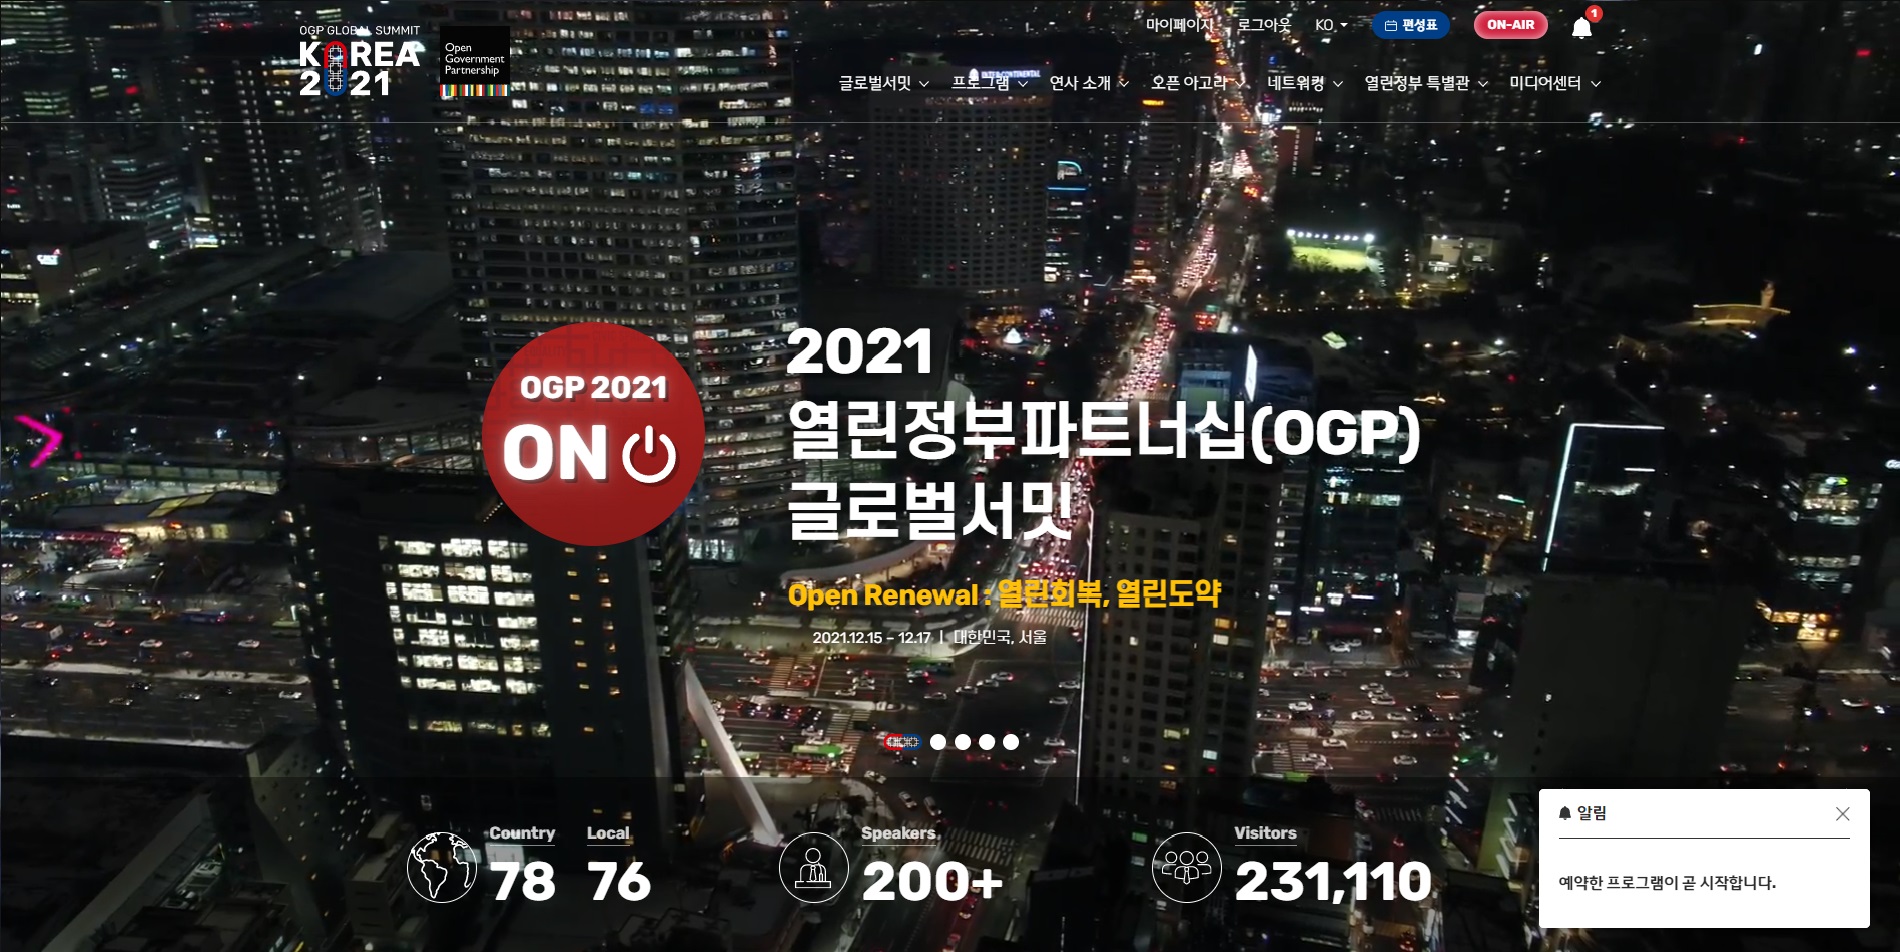 OGP GLOBAL SUMMIT
KOREA
2021
Open
Government
Partnership
마이페이지 로그아웃 KO 편성표 ON-AIR 1
글로벌서밋 프로그램 연사 소개 오픈 아고라 네트워킹 열린정부 특별관 미디어센터
OGP 2021
ON
2021
열린정부파트너십(OGP)
글로벌서밋
Open Renewal : 열린회복, 열린도약
2021.12.15 – 12.17 | 대한민국, 서울
Country Local
78 76
Speakers
200+
Visitors
231,110
알림
예약한 프로그램이 곧 시작합니다.